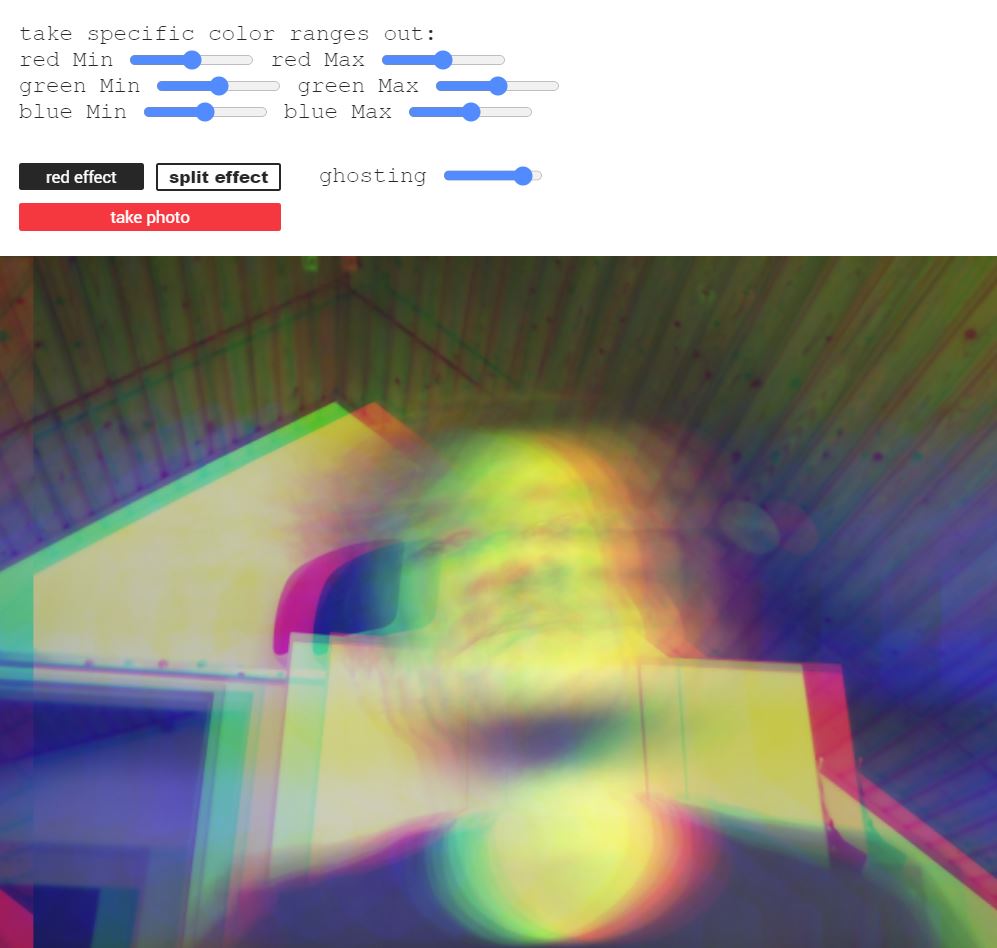 take specific color ranges out:
red Min red Max
green Min green Max
blue Min blue Max
red effect split effect ghosting
take photo